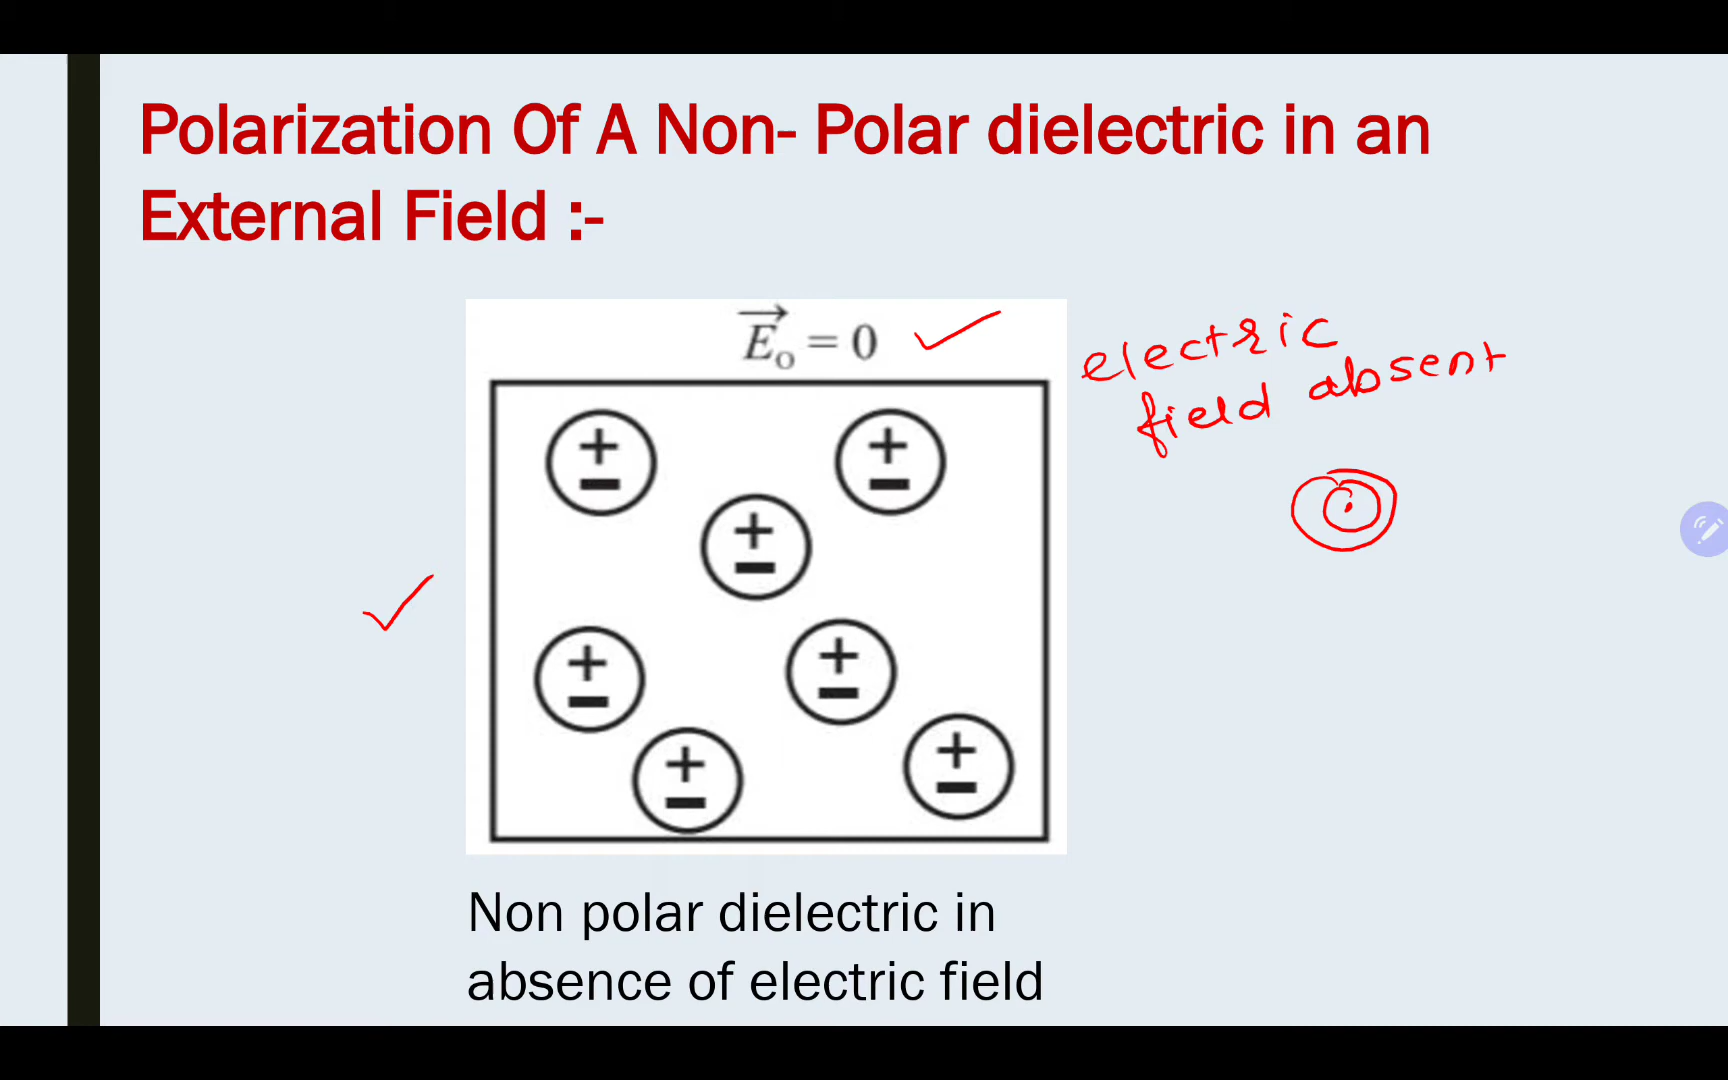 Polarization Of A Non- Polar dielectric in an
External Field :-
E₀ = 0
electric
field absent
+ +
− −
+
−
+ +
− −
+ +
− −
Non polar dielectric in
absence of electric field